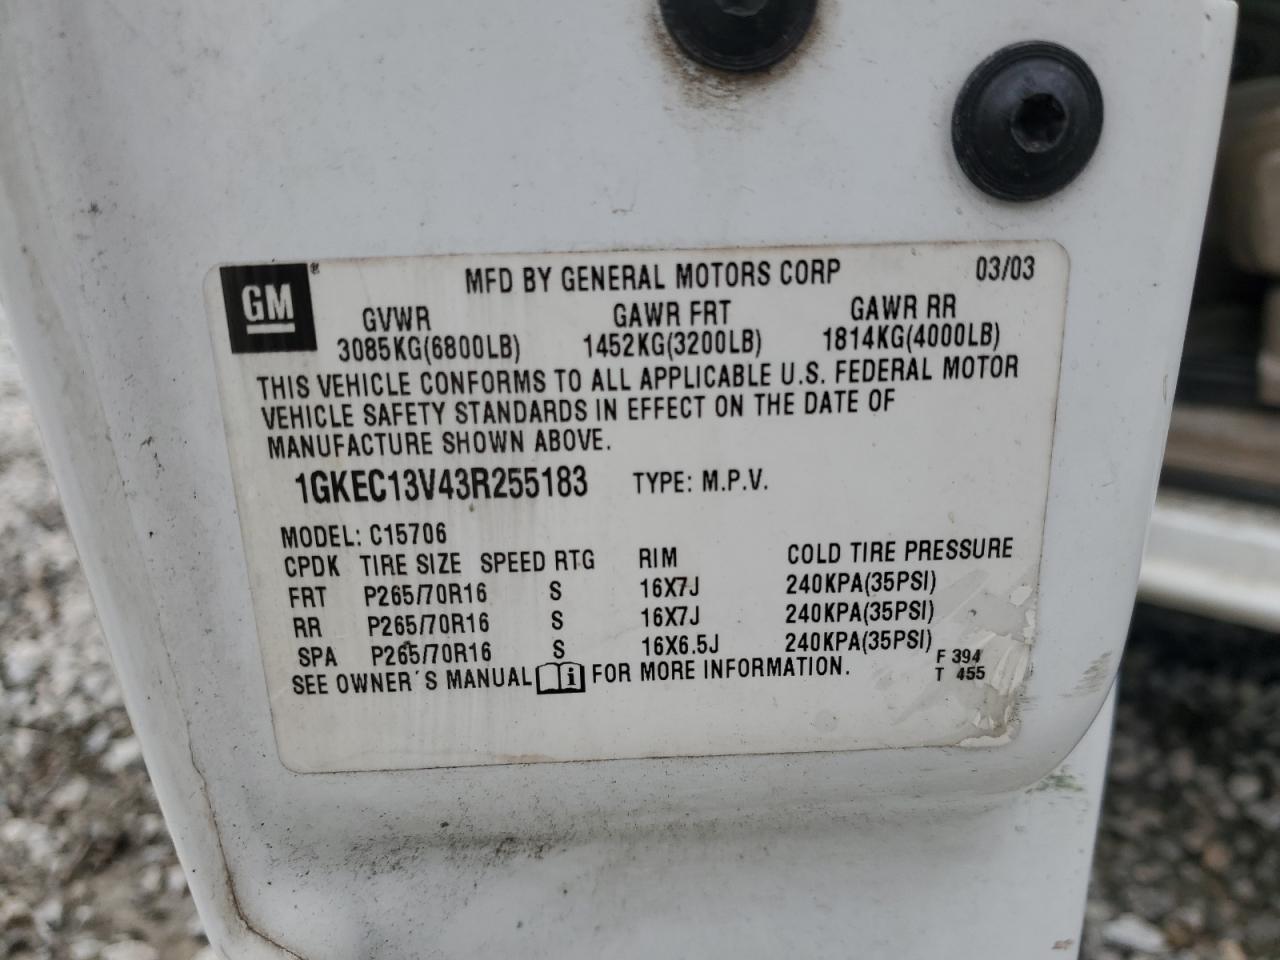 GM® MFD BY GENERAL MOTORS CORP 03/03
GVWR GAWR FRT GAWR RR
3085KG(6800LB) 1452KG(3200LB) 1814KG(4000LB)
THIS VEHICLE CONFORMS TO ALL APPLICABLE U.S. FEDERAL MOTOR
VEHICLE SAFETY STANDARDS IN EFFECT ON THE DATE OF
MANUFACTURE SHOWN ABOVE.
1GKEC13V43R255183 TYPE: M.P.V.
MODEL: C15706
CPDK TIRE SIZE SPEED RTG RIM COLD TIRE PRESSURE
FRT P265/70R16 S 16X7J 240KPA(35PSI)
RR P265/70R16 S 16X7J 240KPA(35PSI)
SPA P265/70R16 S 16X6.5J 240KPA(35PSI)
SEE OWNER'S MANUAL i FOR MORE INFORMATION.
F 394
T 455